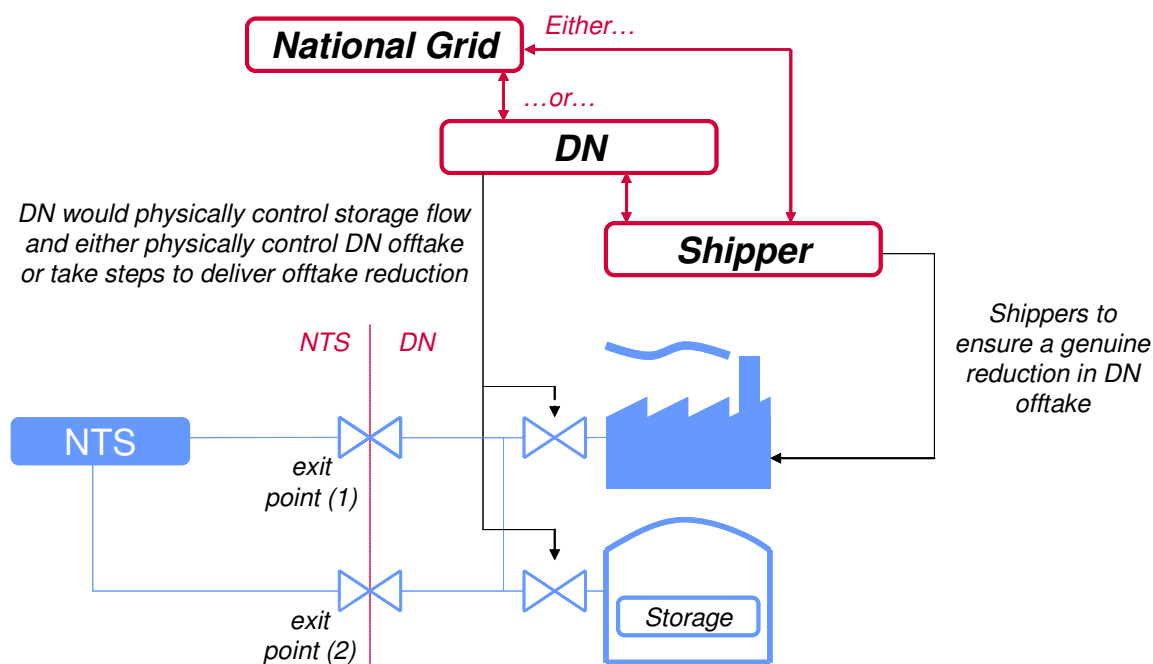 Either…
National Grid
…or…
DN
DN would physically control storage flow
and either physically control DN offtake
or take steps to deliver offtake reduction
Shipper
Shippers to
ensure a genuine
reduction in DN
offtake
NTS
DN
NTS
exit
point (1)
exit
point (2)
Storage